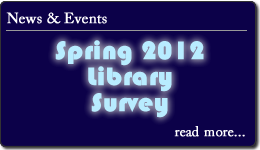 News & Events
Spring 2012
Library
Survey
read more...